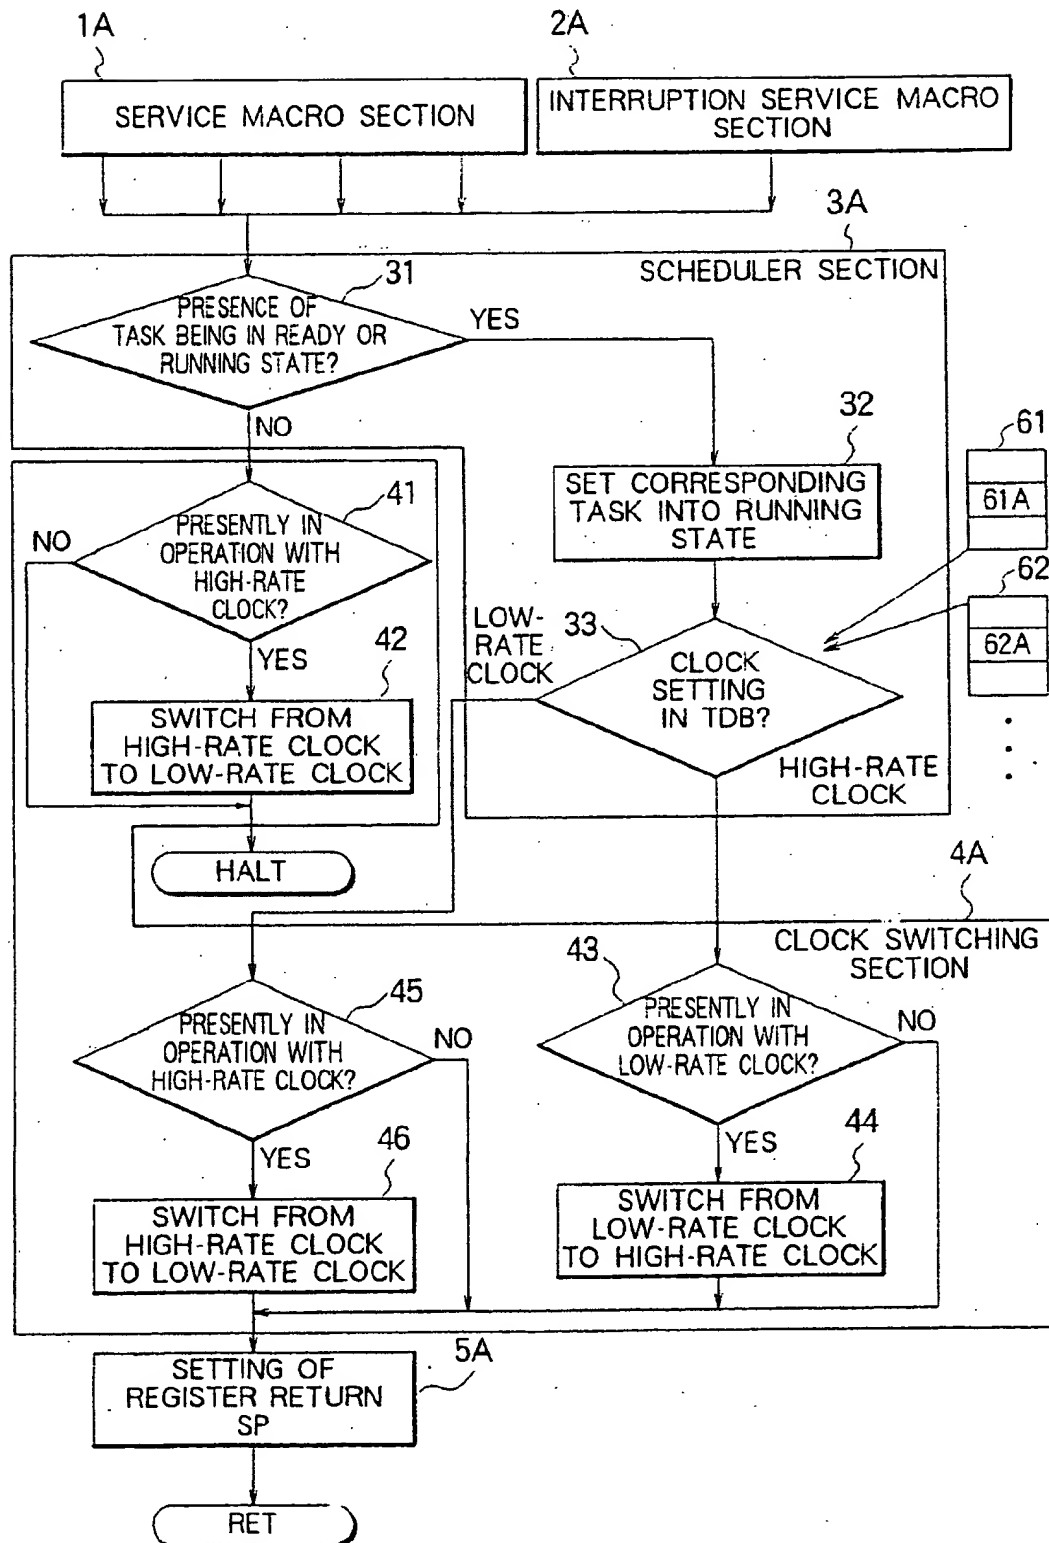 1A
2A
SERVICE MACRO SECTION
INTERRUPTION SERVICE MACRO
SECTION
3A
SCHEDULER SECTION
31
PRESENCE OF
TASK BEING IN READY OR
RUNNING STATE?
YES
NO
32
SET CORRESPONDING
TASK INTO RUNNING
STATE
61
61A
62
62A
41
PRESENTLY IN
OPERATION WITH
HIGH-RATE
CLOCK?
NO
YES
42
SWITCH FROM
HIGH-RATE CLOCK
TO LOW-RATE CLOCK
HALT
LOW-
RATE
CLOCK
33
CLOCK
SETTING
IN TDB?
HIGH-RATE
CLOCK
4A
CLOCK SWITCHING
SECTION
45
PRESENTLY IN
OPERATION WITH
HIGH-RATE CLOCK?
NO
YES
43
PRESENTLY IN
OPERATION WITH
LOW-RATE CLOCK?
NO
YES
46
SWITCH FROM
HIGH-RATE CLOCK
TO LOW-RATE CLOCK
44
SWITCH FROM
LOW-RATE CLOCK
TO HIGH-RATE CLOCK
5A
SETTING OF
REGISTER RETURN
SP
RET